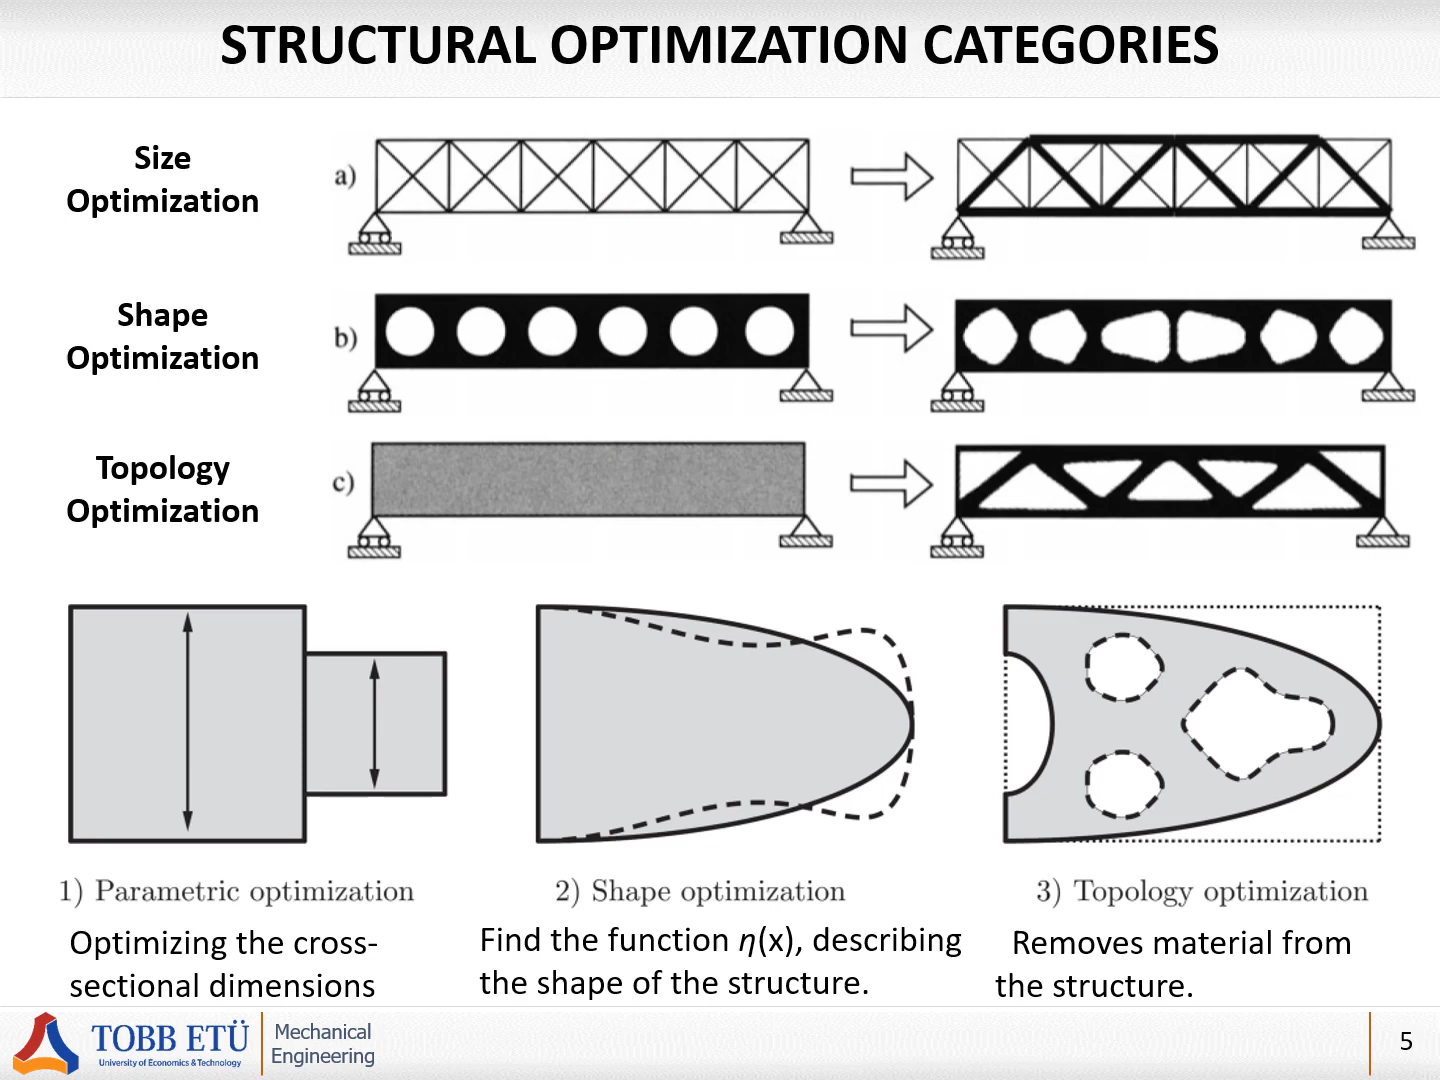 STRUCTURAL OPTIMIZATION CATEGORIES
Size
Optimization
a)
Shape
Optimization
b)
Topology
Optimization
c)
1) Parametric optimization
2) Shape optimization
3) Topology optimization
Optimizing the cross-
sectional dimensions
Find the function η(x), describing
the shape of the structure.
Removes material from
the structure.
TOBB ETÜ
University of Economics & Technology
Mechanical
Engineering
5